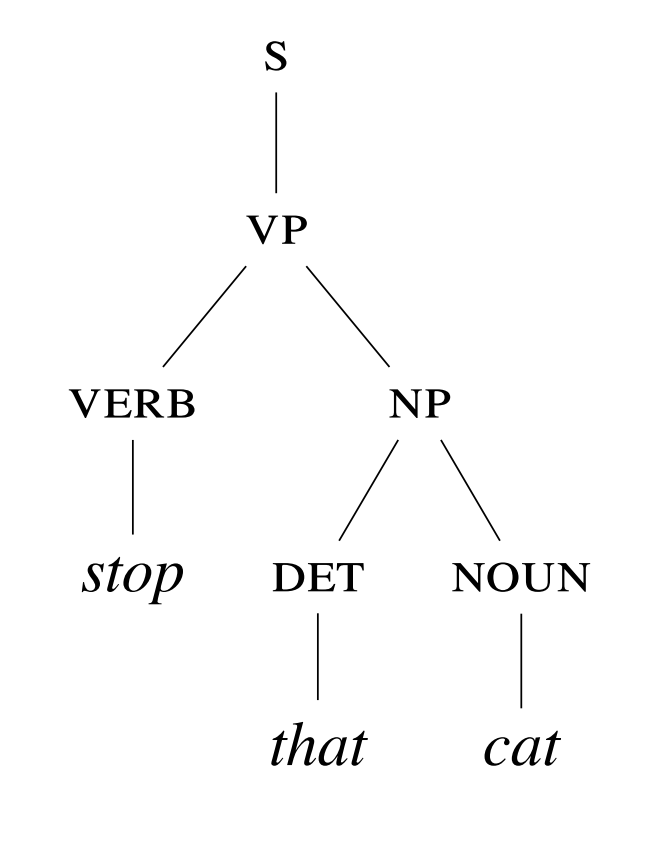 S
VP
VERB NP
stop DET NOUN
that cat